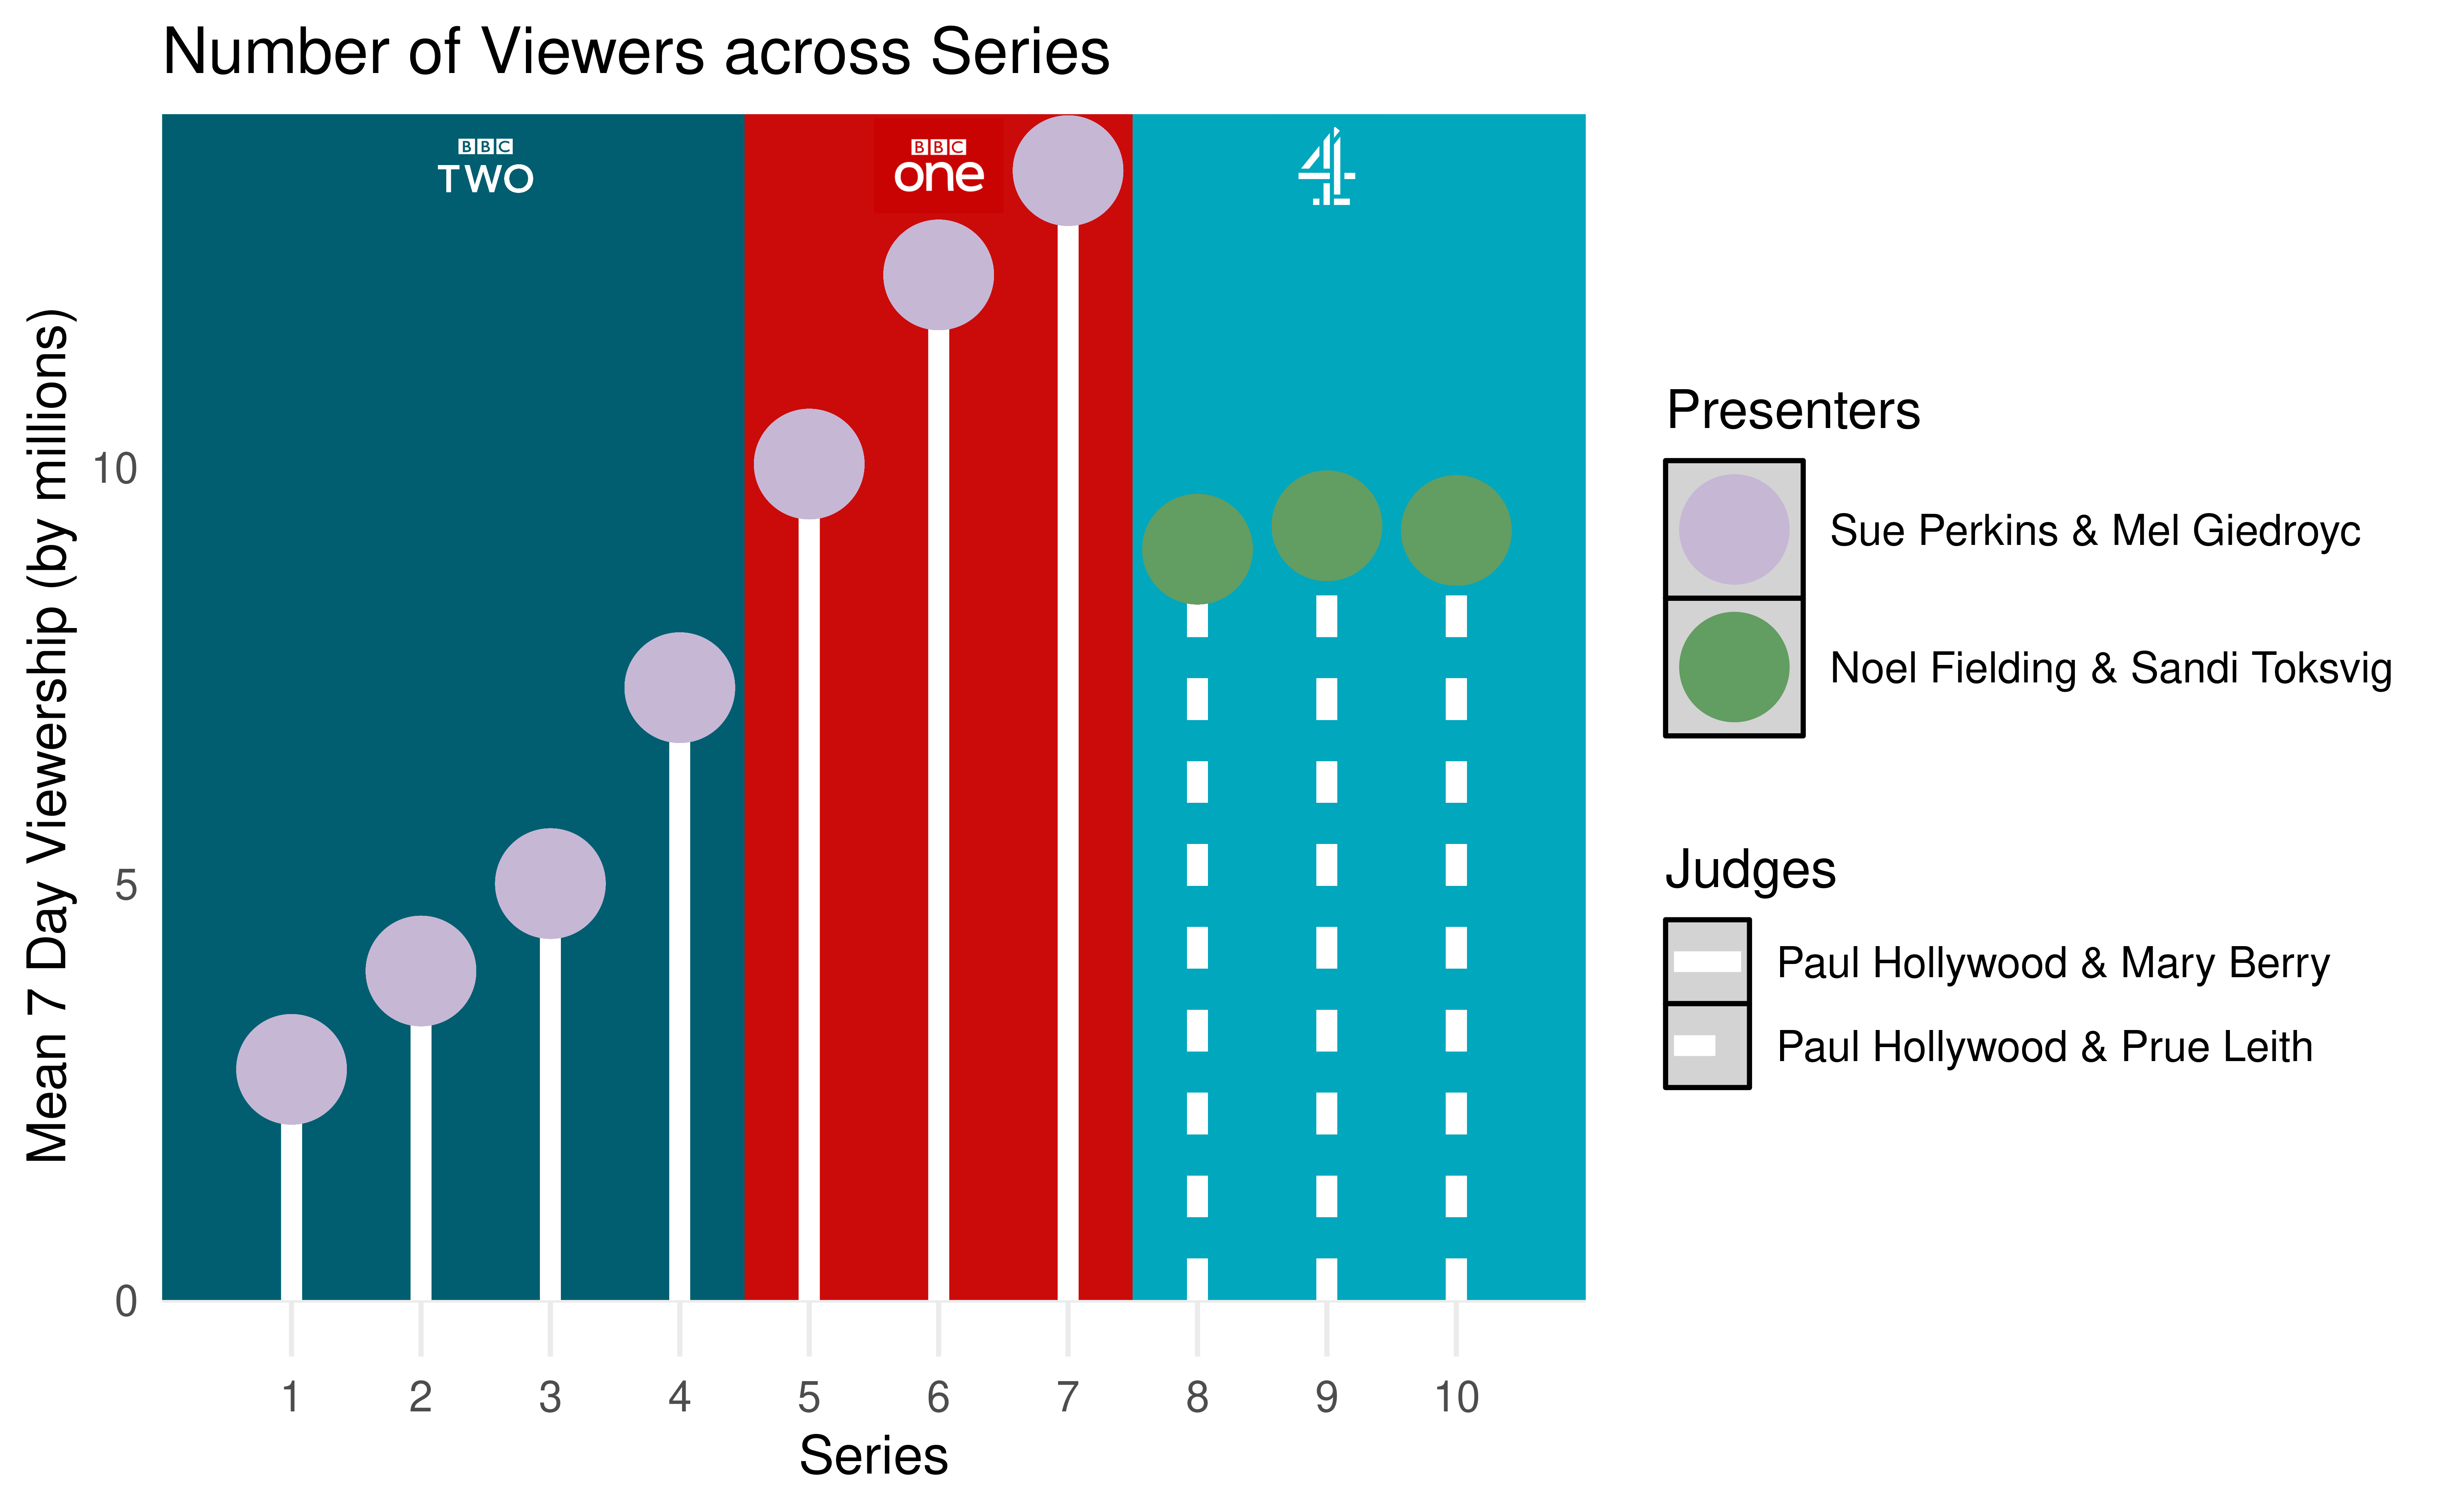 Number of Viewers across Series
BBC
TWO
BBC
one
4
Mean 7 Day Viewership (by millions)
10
5
0
1 2 3 4 5 6 7 8 9 10
Series
Presenters
Sue Perkins & Mel Giedroyc
Noel Fielding & Sandi Toksvig
Judges
Paul Hollywood & Mary Berry
Paul Hollywood & Prue Leith